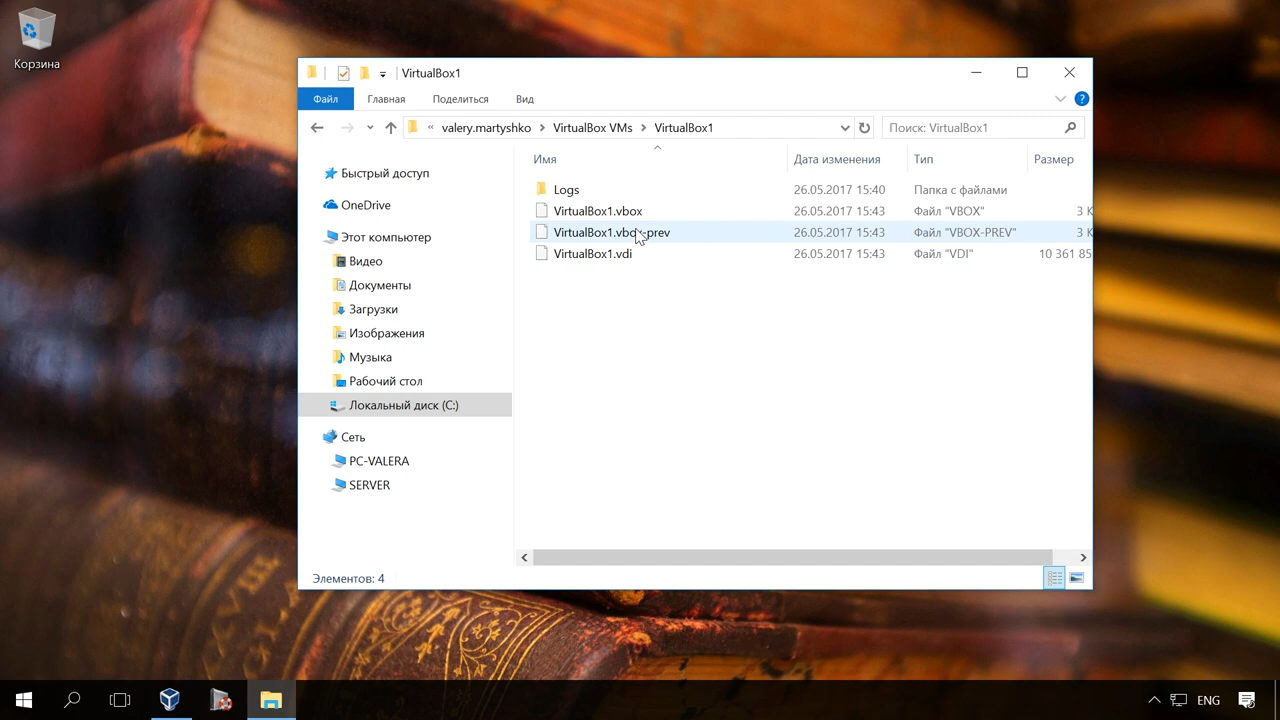 Корзина
VirtualBox1
Файл Главная Поделиться Вид
« valery.martyshko VirtualBox VMs VirtualBox1 Поиск: VirtualBox1
Имя Дата изменения Тип Размер
Быстрый доступ
OneDrive
Этот компьютер
Видео
Документы
Загрузки
Изображения
Музыка
Рабочий стол
Локальный диск (C:)
Сеть
PC-VALERA
SERVER
Logs 26.05.2017 15:40 Папка с файлами
VirtualBox1.vbox 26.05.2017 15:43 Файл "VBOX" 3 К
VirtualBox1.vbox-prev 26.05.2017 15:43 Файл "VBOX-PREV" 3 К
VirtualBox1.vdi 26.05.2017 15:43 Файл "VDI" 10 361 85
Элементов: 4
ENG